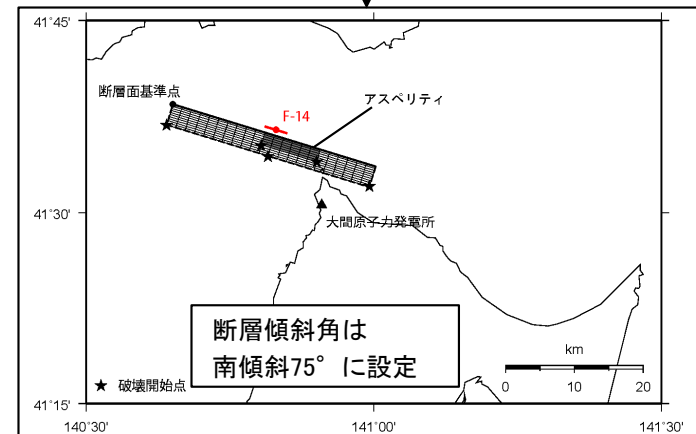 41°45'
断層面基準点
アスペリティ
F-14
41°30'
大間原子力発電所
断層傾斜角は
南傾斜75°に設定
km
0 10 20
★ 破壊開始点
41°15'
140°30' 141°00' 141°30'